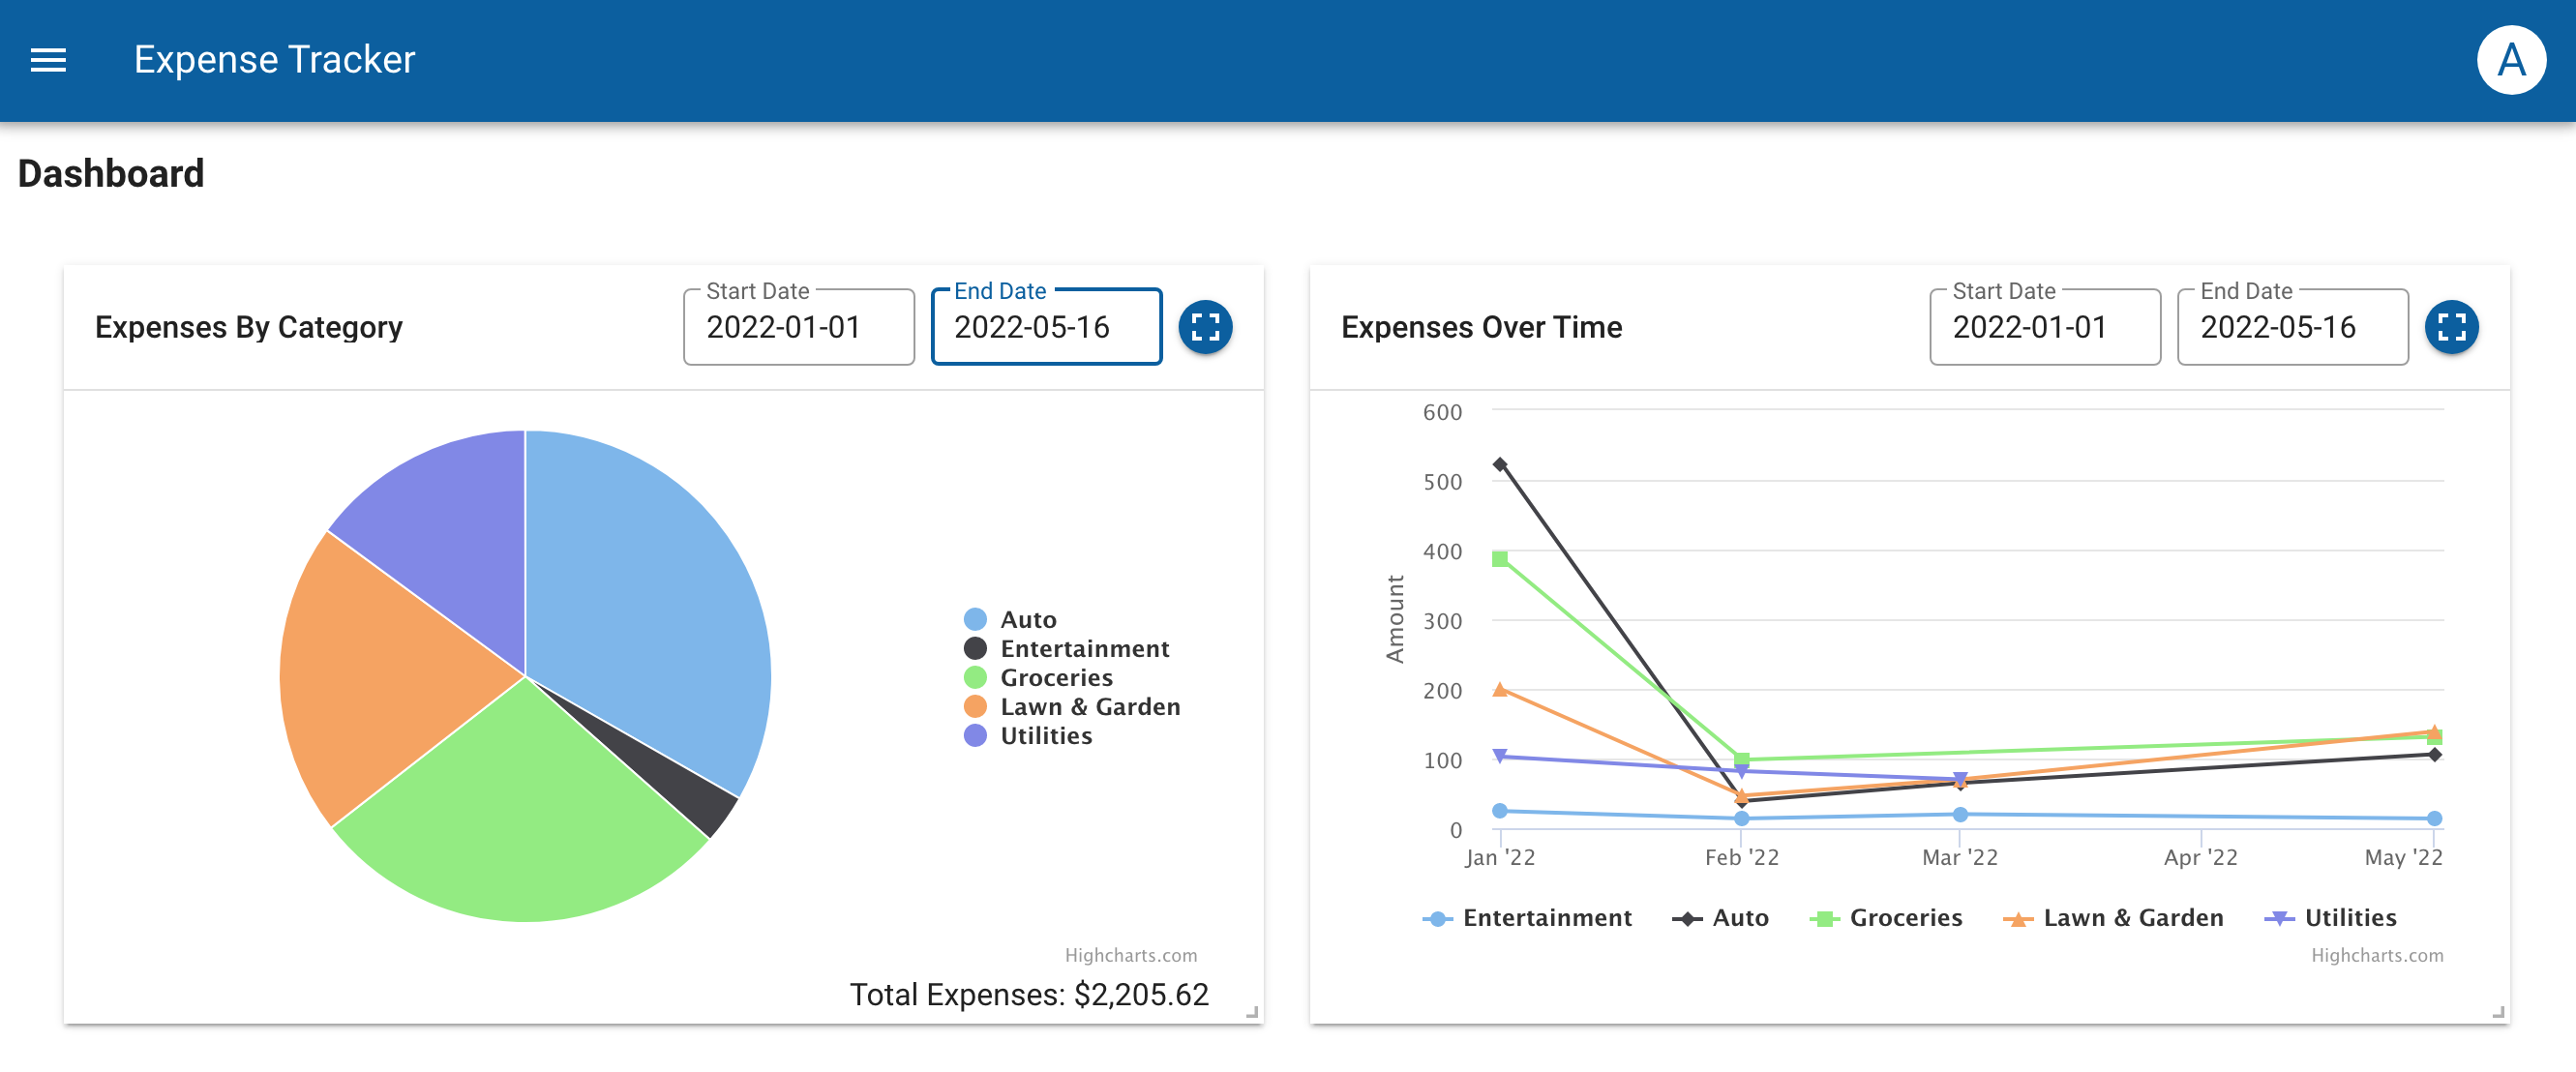 Expense Tracker
A
Dashboard
Expenses By Category
Start Date
2022-01-01
End Date
2022-05-16
Auto
Entertainment
Groceries
Lawn & Garden
Utilities
Highcharts.com
Total Expenses: $2,205.62
Expenses Over Time
Start Date
2022-01-01
End Date
2022-05-16
Amount
600
500
400
300
200
100
0
Jan '22 Feb '22 Mar '22 Apr '22 May '22
Entertainment Auto Groceries Lawn & Garden Utilities
Highcharts.com